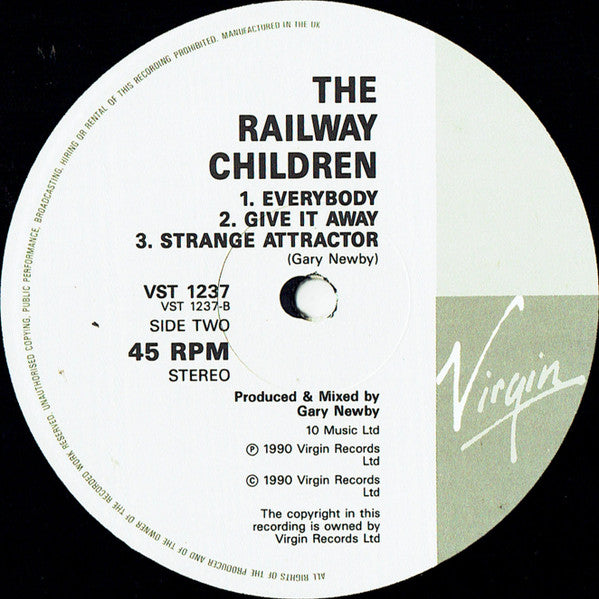 THE
RAILWAY
CHILDREN
1. EVERYBODY
2. GIVE IT AWAY
3. STRANGE ATTRACTOR
(Gary Newby)
VST 1237
VST 1237-B
SIDE TWO
45 RPM
STEREO
Produced & Mixed by
Gary Newby
10 Music Ltd
Ⓟ 1990 Virgin Records
Ltd
© 1990 Virgin Records
Ltd
The copyright in this
recording is owned by
Virgin Records Ltd
Virgin
ALL RIGHTS OF THE PRODUCER AND OF THE OWNER OF THE RECORDED WORK RESERVED. UNAUTHORISED COPYING, PUBLIC PERFORMANCE, BROADCASTING, HIRING OR RENTAL OF THIS RECORDING PROHIBITED. MANUFACTURED IN THE UK